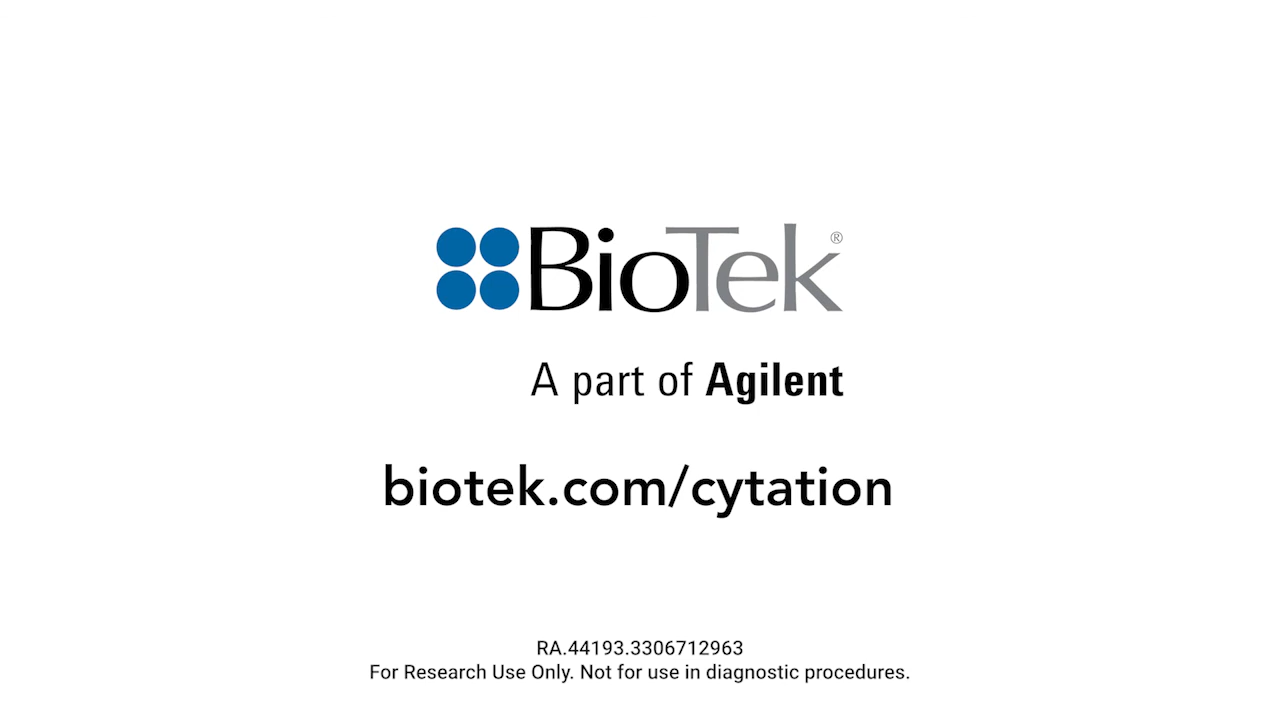 BioTek®
A part of Agilent
biotek.com/cytation
RA.44193.3306712963
For Research Use Only. Not for use in diagnostic procedures.